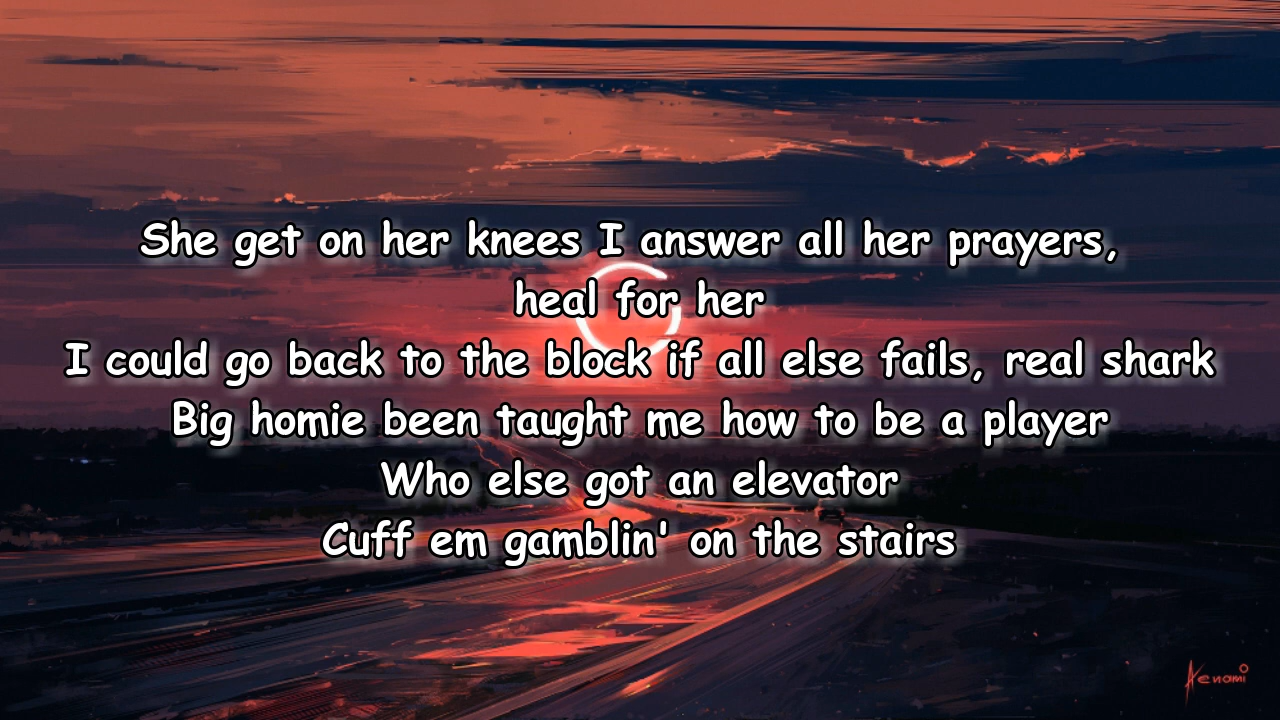 She get on her knees I answer all her prayers,
heal for her
I could go back to the block if all else fails, real shark
Big homie been taught me how to be a player
Who else got an elevator
Cuff em gamblin' on the stairs
Aenami